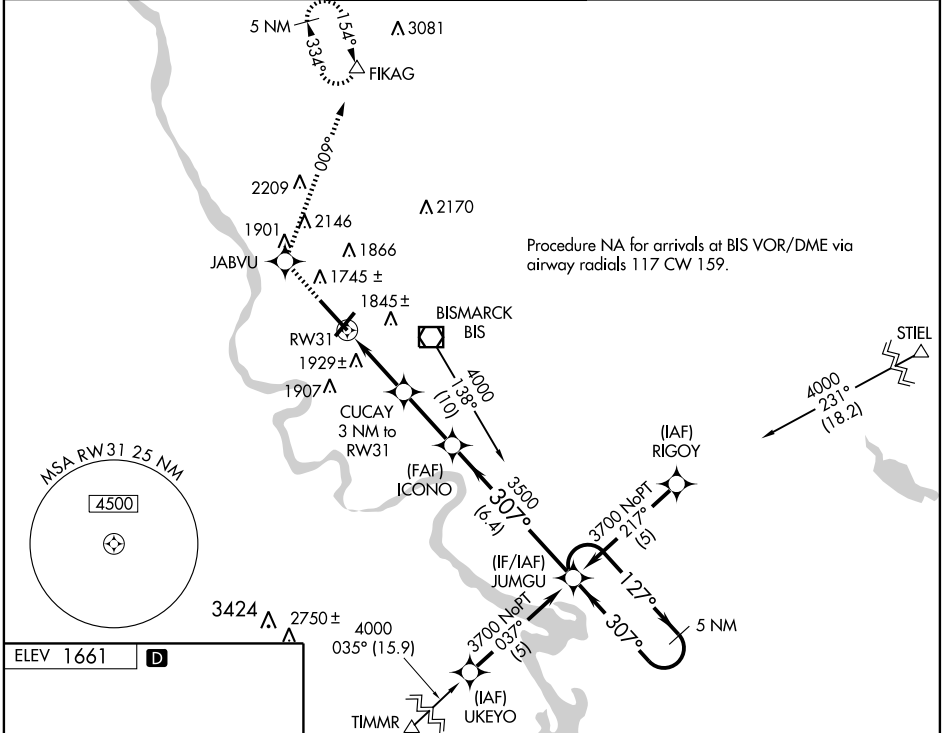 5 NM
154°
334°
3081
FIKAG
009°
2209
2146
2170
1901
1866
JABVU
1745 ±
Procedure NA for arrivals at BIS VOR/DME via
airway radials 117 CW 159.
1845 ±
BISMARCK
BIS
RW31
1929 ±
1907
STIEL
4000
138°
(10)
4000
231°
(18.2)
CUCAY
3 NM to
RW31
(IAF)
RIGOY
(FAF)
ICONO
MSA RW31 25 NM
4500
3500
307°
(6.4)
3700 NoPT
217°
(5)
(IF/IAF)
JUMGU
127°
307°
5 NM
3424
2750 ±
4000
035° (15.9)
3700 NoPT
037°
(5)
ELEV 1661
D
(IAF)
UKEYO
TIMMR